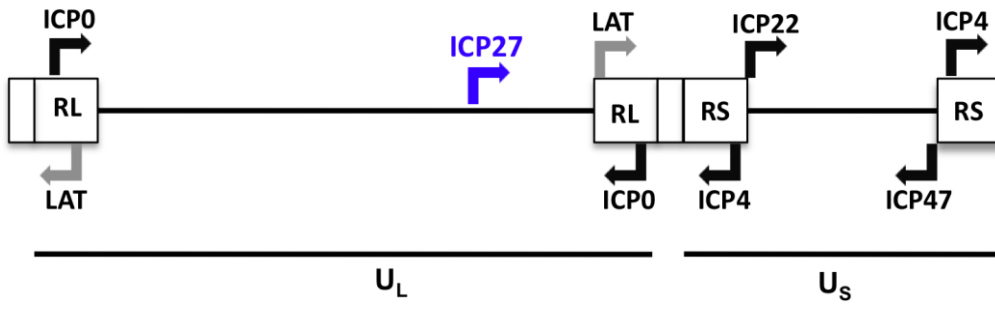 ICP0
LAT
ICP22
ICP4
ICP27
RL
RL
RS
RS
LAT
ICP0
ICP4
ICP47
UL
US